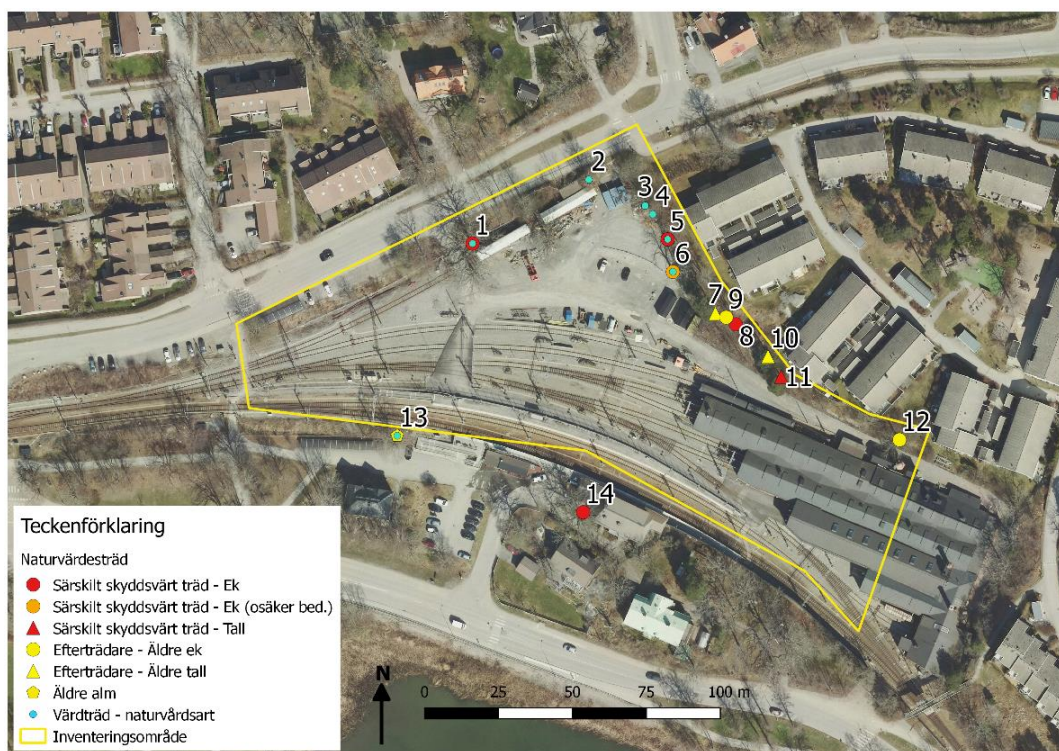 1
2
3
4
5
6
7
9
8
10
11
12
13
14
Teckenförklaring
Naturvärdesträd
Särskilt skyddsvärt träd - Ek
Särskilt skyddsvärt träd - Ek (osäker bed.)
Särskilt skyddsvärt träd - Tall
Efterträdare - Äldre ek
Efterträdare - Äldre tall
Äldre alm
Värdträd - naturvårdsart
Inventeringsområde
N
0 25 50 75 100 m